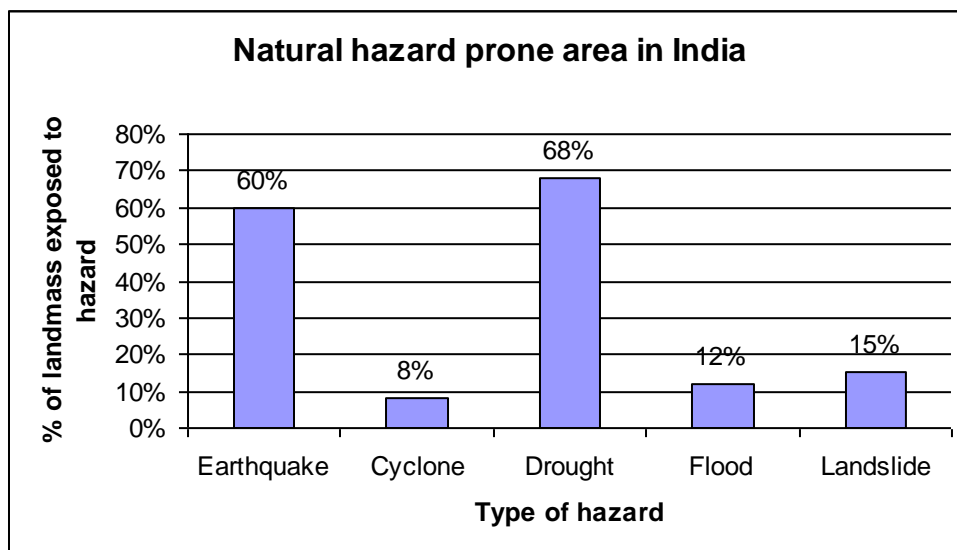 Natural hazard prone area in India
% of landmass exposed to
hazard
80%
70%
60%
50%
40%
30%
20%
10%
0%
60%
8%
68%
12%
15%
Earthquake
Cyclone
Drought
Flood
Landslide
Type of hazard